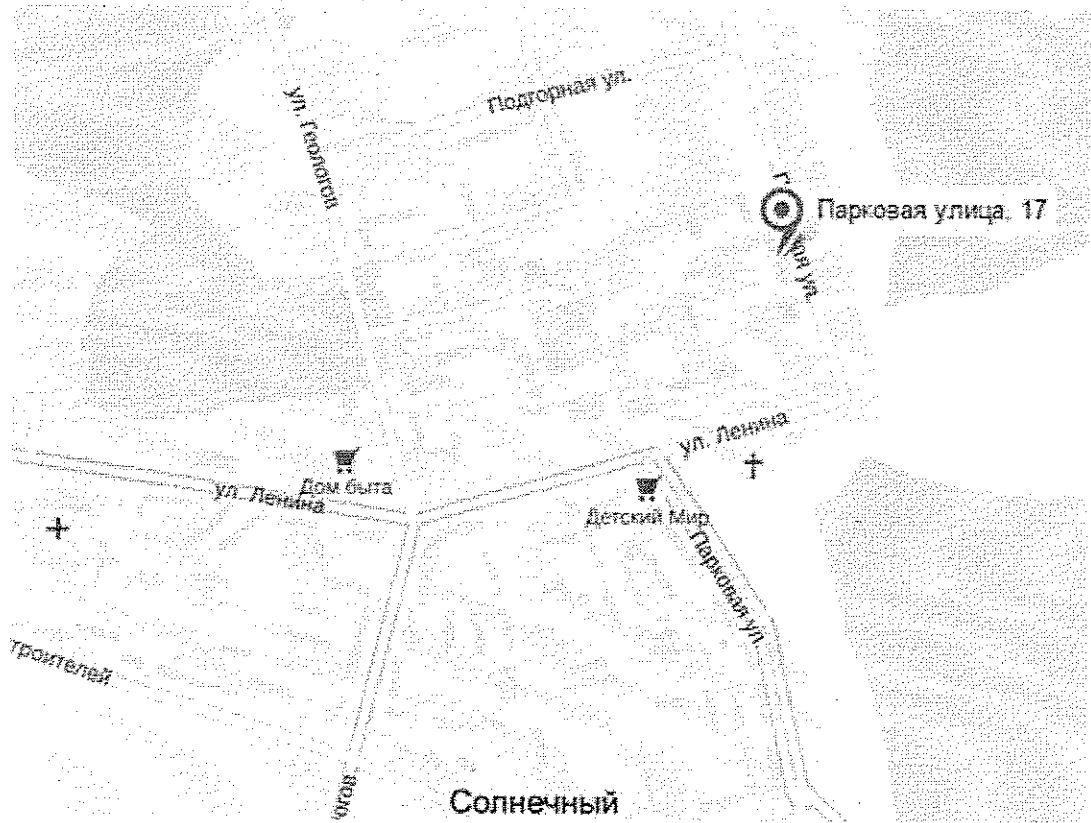 Подгорная ул.
ул. Геологов
Парковая улица, 17
ул. Ленина
Дом быта
ул. Ленина
Детский Мир
Парковая ул.
троителей
Солнечный